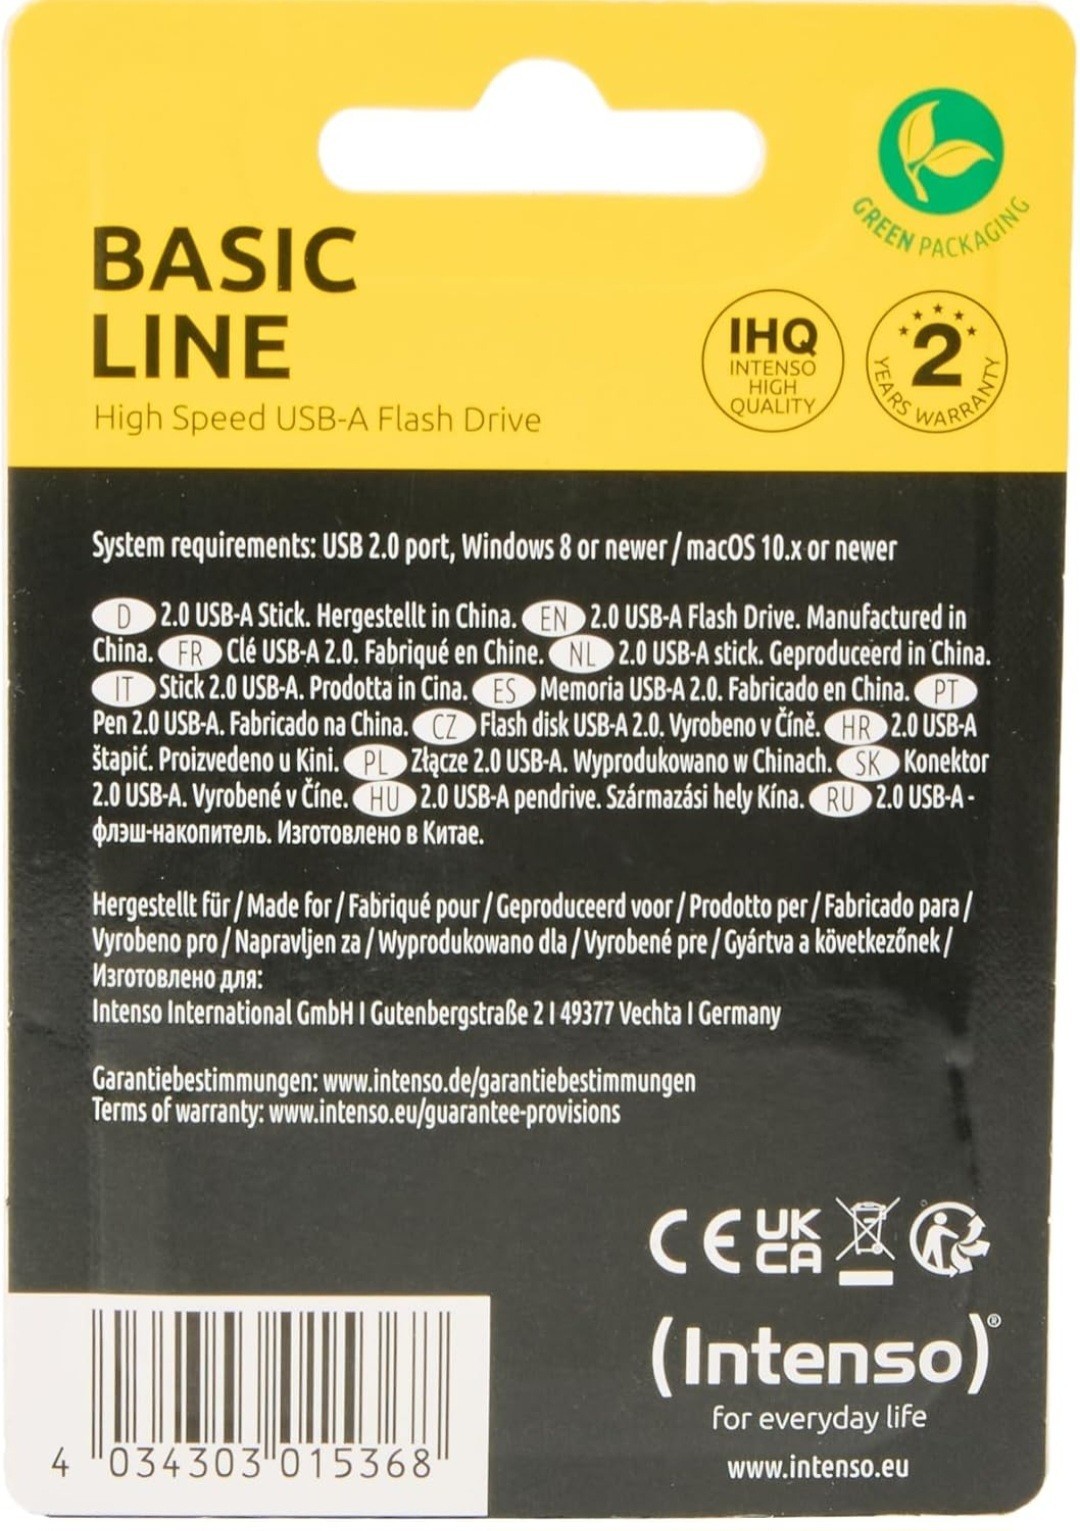 GREEN PACKAGING
BASIC
LINE
High Speed USB-A Flash Drive
IHQ
INTENSO
HIGH
QUALITY
2
YEARS WARRANTY
System requirements: USB 2.0 port, Windows 8 or newer / macOS 10.x or newer
D 2.0 USB-A Stick. Hergestellt in China. EN 2.0 USB-A Flash Drive. Manufactured in
China. FR Clé USB-A 2.0. Fabriqué en Chine. NL 2.0 USB-A stick. Geproduceerd in China.
IT Stick 2.0 USB-A. Prodotta in Cina. ES Memoria USB-A 2.0. Fabricado en China. PT
Pen 2.0 USB-A. Fabricado na China. CZ Flash disk USB-A 2.0. Vyrobeno v Číně. HR 2.0 USB-A
štapić. Proizvedeno u Kini. PL Złącze 2.0 USB-A. Wyprodukowano w Chinach. SK Konektor
2.0 USB-A. Vyrobené v Číne. HU 2.0 USB-A pendrive. Származási hely Kína. RU 2.0 USB-A -
флэш-накопитель. Изготовлено в Китае.
Hergestellt für / Made for / Fabriqué pour / Geproduceerd voor / Prodotto per / Fabricado para /
Vyrobeno pro / Napravljen za / Wyprodukowano dla / Vyrobené pre / Gyártva a következőnek /
Изготовлено для:
Intenso International GmbH I Gutenbergstraße 2 I 49377 Vechta I Germany
Garantiebestimmungen: www.intenso.de/garantiebestimmungen
Terms of warranty: www.intenso.eu/guarantee-provisions
CE UK
CA
(Intenso)®
for everyday life
www.intenso.eu
4 034303 015368